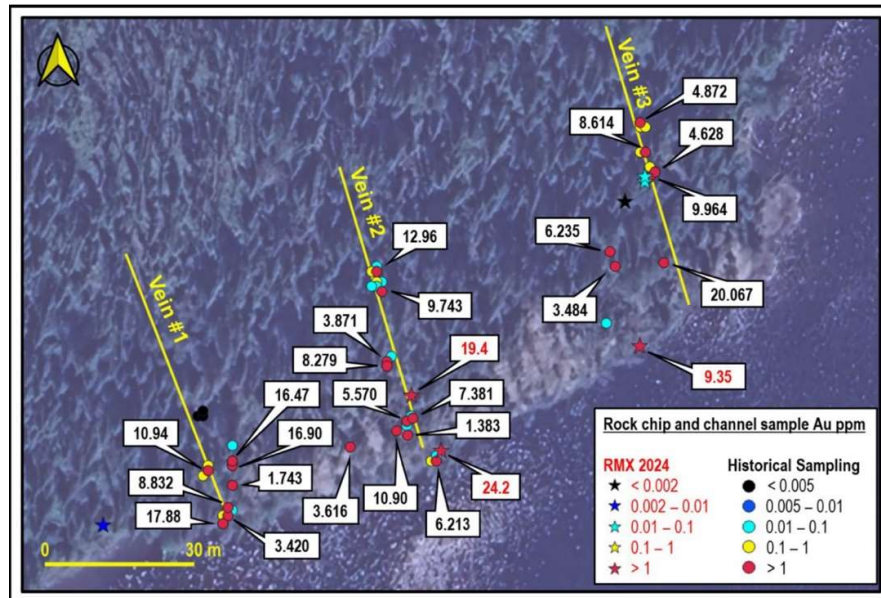 Vein #3
4.872
8.614
4.628
Vein #2
9.964
12.96
6.235
Vein #1
9.743
3.484
20.067
3.871
19.4
8.279
9.35
16.47
5.570
7.381
10.94
16.90
1.383
8.832
1.743
3.616
10.90
24.2
17.88
3.420
6.213
0 30 m
Rock chip and channel sample Au ppm
RMX 2024 Historical Sampling
< 0.002 < 0.005
0.002 – 0.01 0.005 – 0.01
0.01 – 0.1 0.01 – 0.1
0.1 – 1 0.1 – 1
> 1 > 1